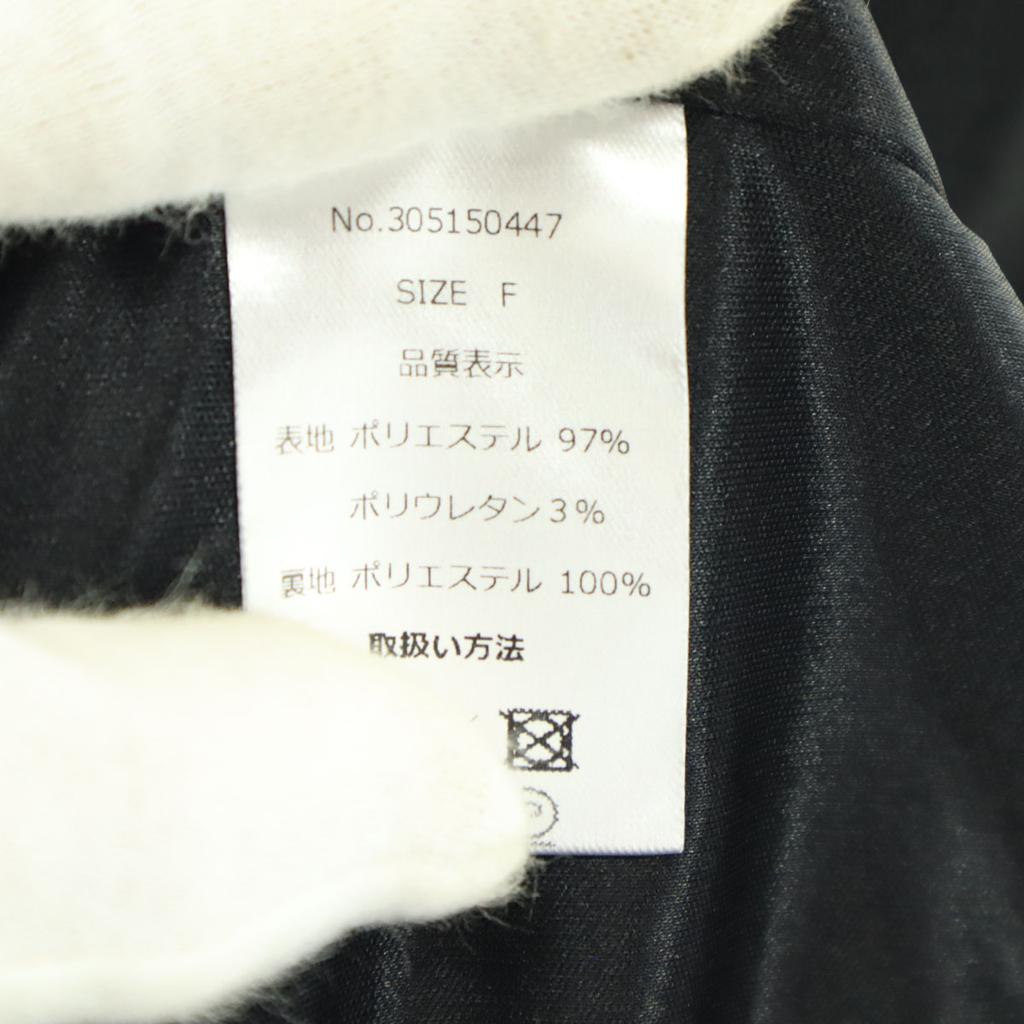 No.305150447
SIZE F
品質表示
表地 ポリエステル 97%
ポリウレタン3%
裏地 ポリエステル 100%
取扱い方法